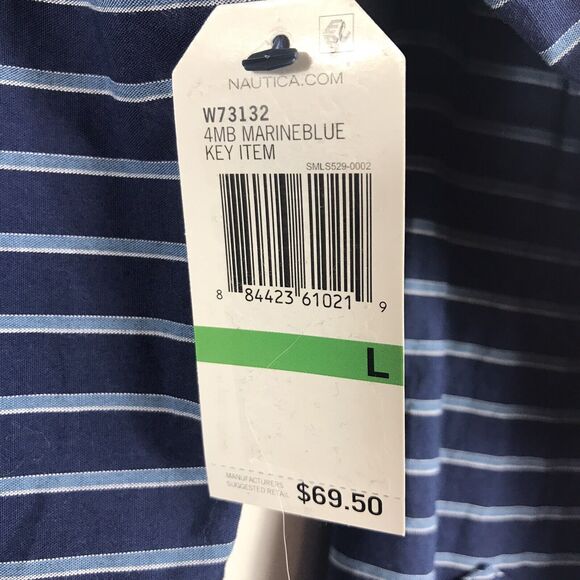 NAUTICA.COM
W73132
4MB MARINEBLUE
KEY ITEM
SMLS529-0002
8 84423 61021 9
L
MANUFACTURERS
SUGGESTED RETAIL $69.50